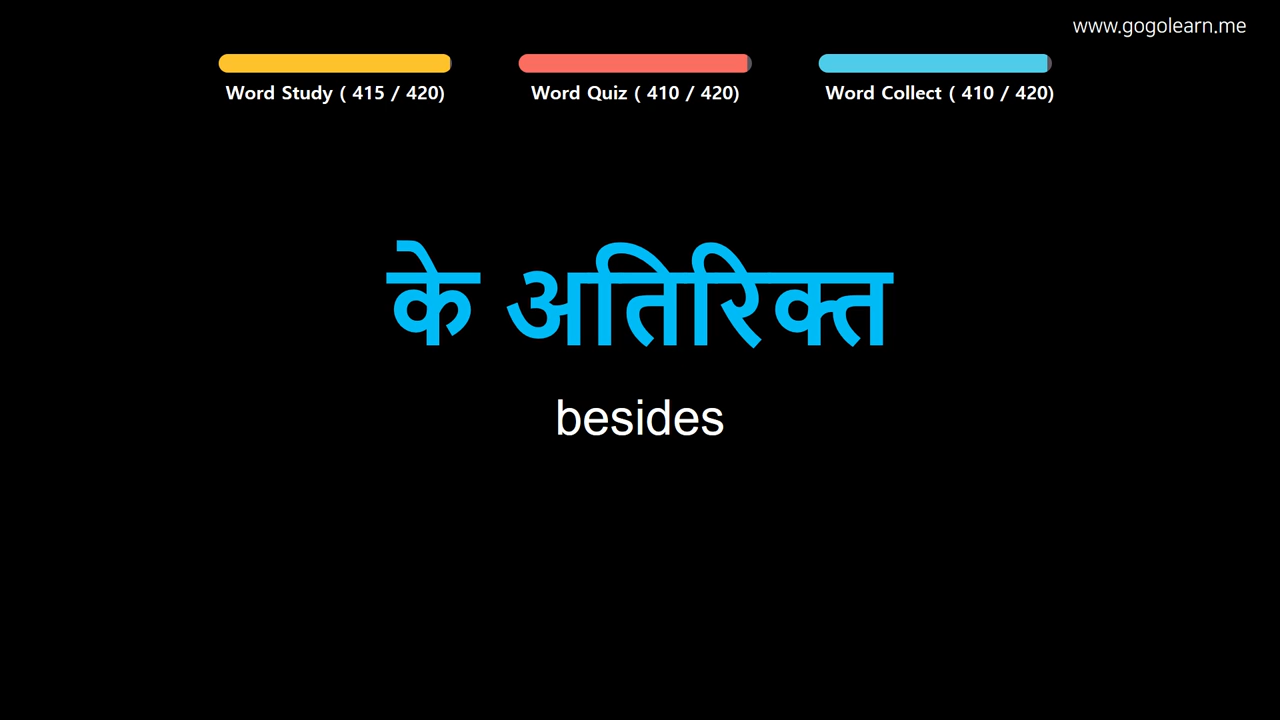 www.gogolearn.me
Word Study ( 415 / 420)
Word Quiz ( 410 / 420)
Word Collect ( 410 / 420)
के अतिरिक्त
besides